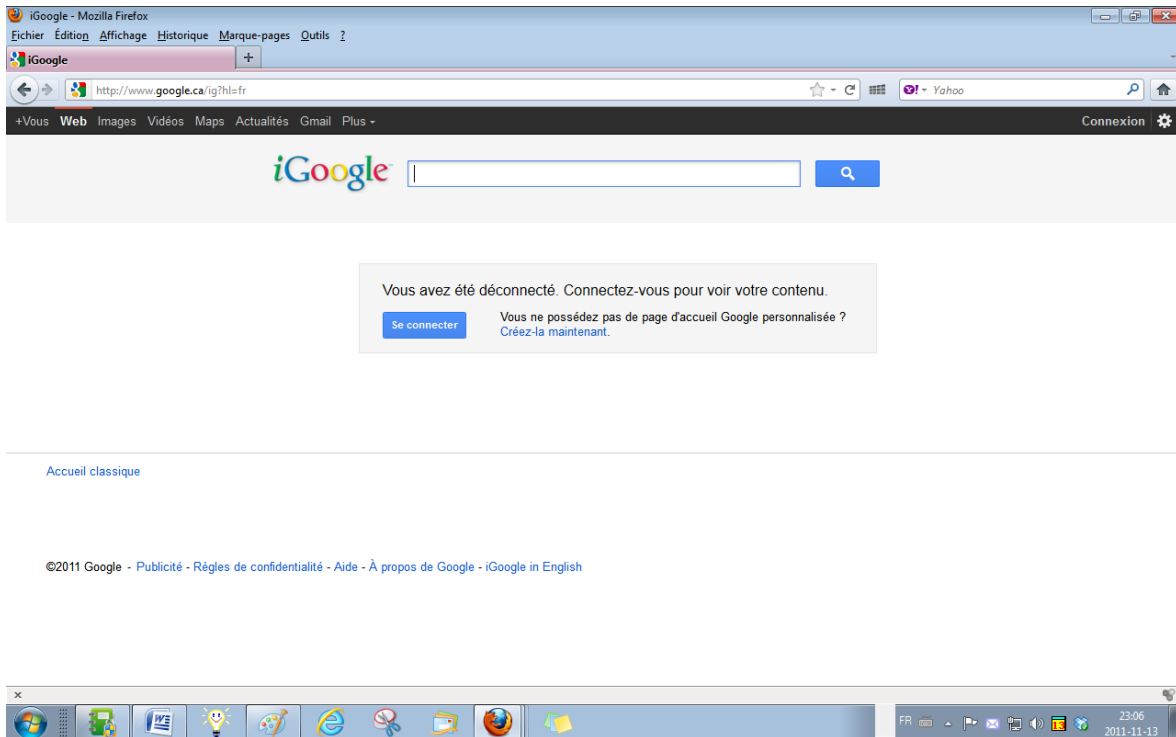 iGoogle - Mozilla Firefox
Fichier Édition Affichage Historique Marque-pages Outils ?
iGoogle +
http://www.google.ca/ig?hl=fr Yahoo
+Vous Web Images Vidéos Maps Actualités Gmail Plus Connexion
iGoogle
Vous avez été déconnecté. Connectez-vous pour voir votre contenu.
Se connecter
Vous ne possédez pas de page d'accueil Google personnalisée ?
Créez-la maintenant.
Accueil classique
©2011 Google - Publicité - Règles de confidentialité - Aide - À propos de Google - iGoogle in English
x
FR 13 23:06
2011-11-13